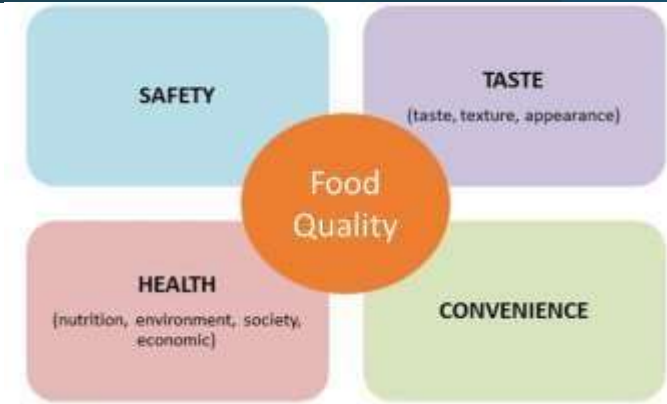 SAFETY
TASTE
(taste, texture, appearance)
Food
Quality
HEALTH
(nutrition, environment, society,
economic)
CONVENIENCE